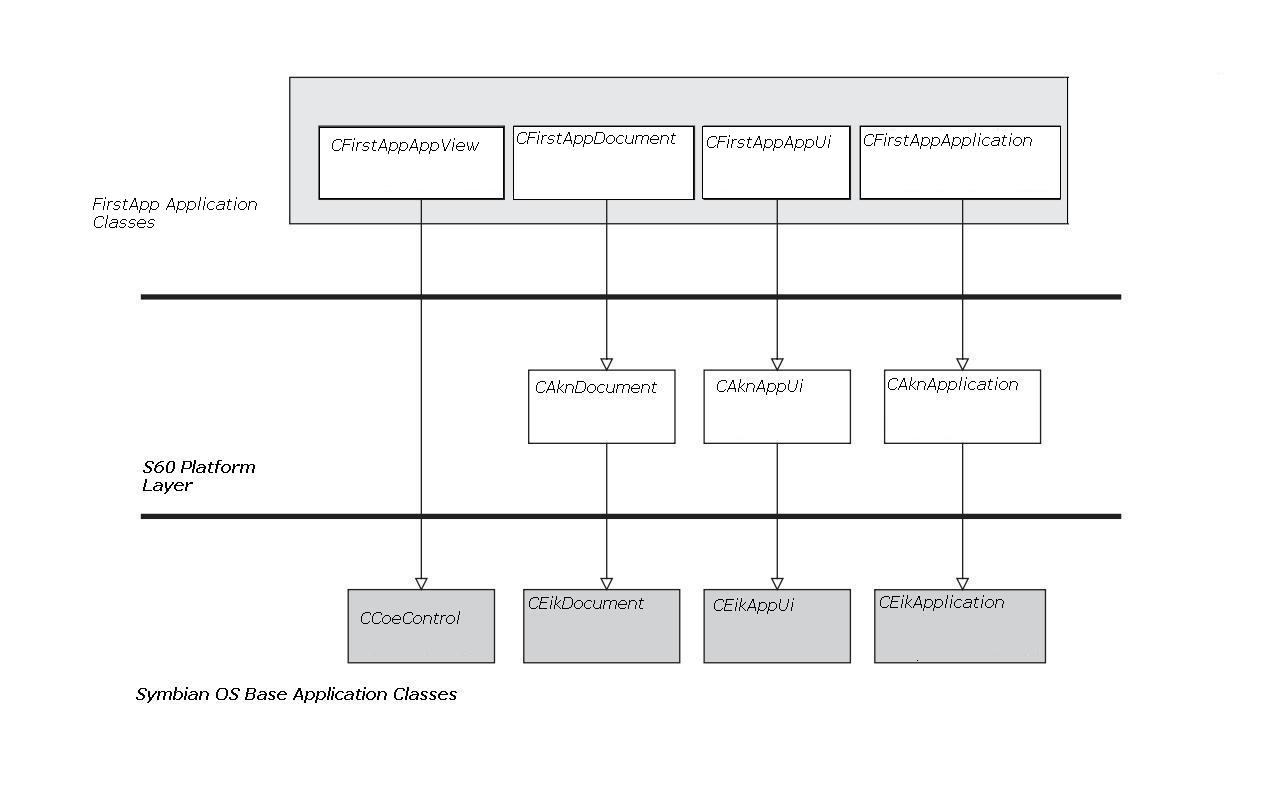 CFirstAppAppView
CFirstAppDocument
CFirstAppAppUi
CFirstAppApplication
FirstApp Application
Classes
CAknDocument
CAknAppUi
CAknApplication
S60 Platform
Layer
CCoeControl
CEikDocument
CEikAppUi
CEikApplication
Symbian OS Base Application Classes